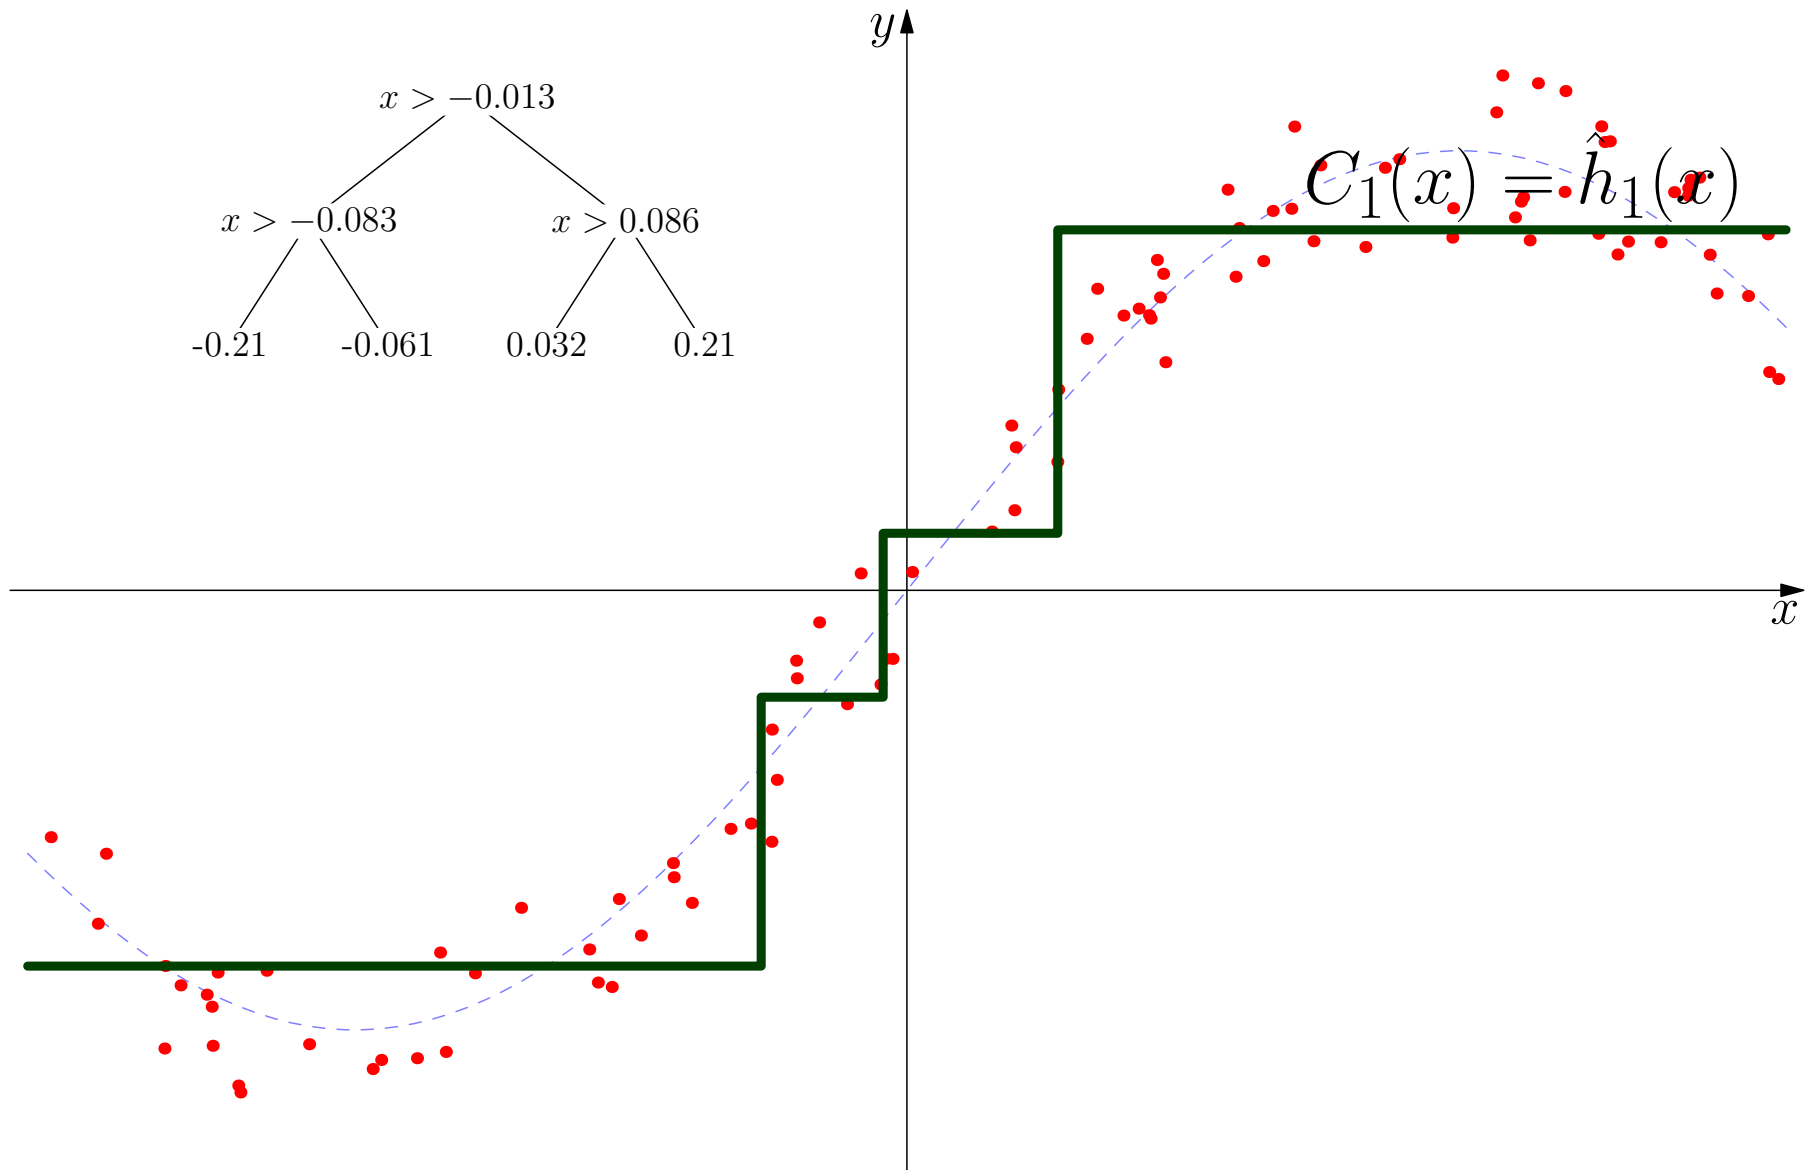 y
x > −0.013
C₁(x) = ĥ₁(x)
x > −0.083 x > 0.086
-0.21 -0.061 0.032 0.21
x